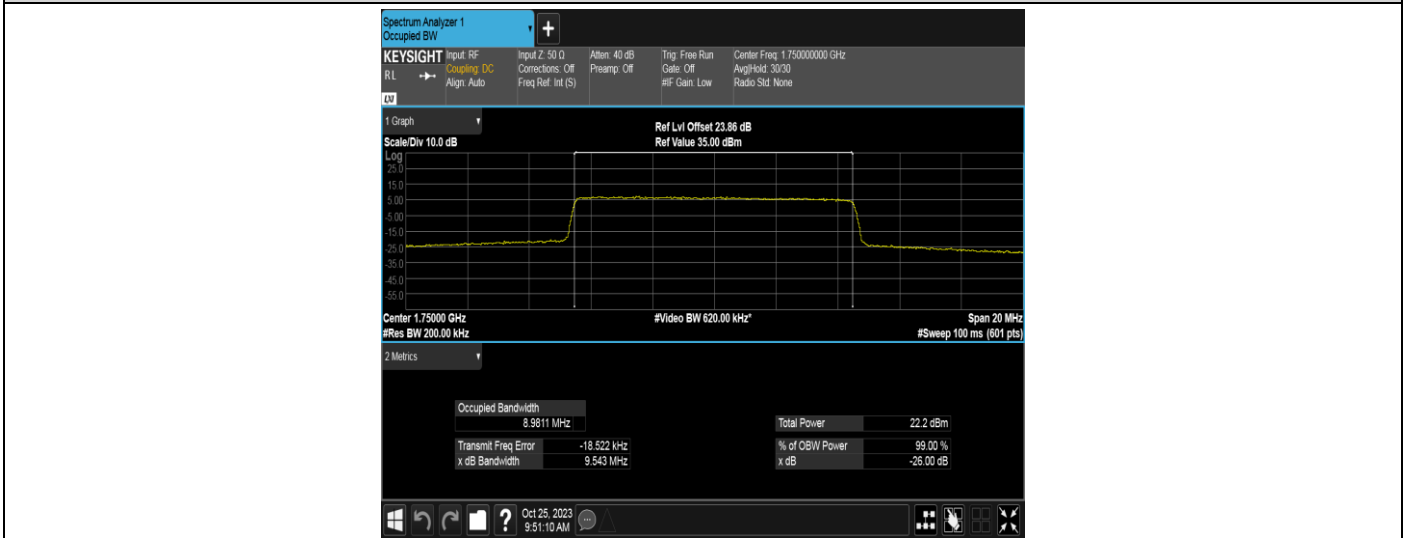 Spectrum Analyzer 1
Occupied BW
+
KEYSIGHT
RL
LXI
Input: RF
Coupling: DC
Align: Auto
Input Z: 50 Ω
Corrections: Off
Freq Ref: Int (S)
Atten: 40 dB
Preamp: Off
Trig: Free Run
Gate: Off
#IF Gain: Low
Center Freq: 1.750000000 GHz
Avg|Hold: 30/30
Radio Std: None
1 Graph
Scale/Div 10.0 dB
Ref Lvl Offset 23.86 dB
Ref Value 35.00 dBm
Log
25.0
15.0
5.00
-5.00
-15.0
-25.0
-35.0
-45.0
-55.0
Center 1.75000 GHz
#Video BW 620.00 kHz*
Span 20 MHz
#Res BW 200.00 kHz
#Sweep 100 ms (601 pts)
2 Metrics
Occupied Bandwidth
8.9811 MHz
Total Power 22.2 dBm
Transmit Freq Error -18.522 kHz
% of OBW Power 99.00 %
x dB Bandwidth 9.543 MHz
x dB -26.00 dB
?
Oct 25, 2023
9:51:10 AM